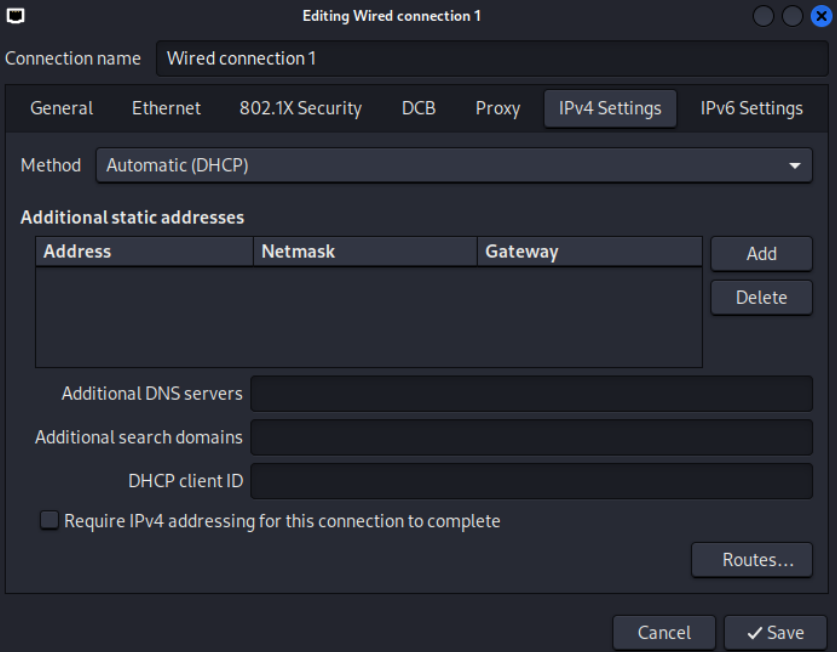 Editing Wired connection 1
Connection name Wired connection 1
General Ethernet 802.1X Security DCB Proxy IPv4 Settings IPv6 Settings
Method Automatic (DHCP)
Additional static addresses
Address Netmask Gateway Add
Delete
Additional DNS servers
Additional search domains
DHCP client ID
Require IPv4 addressing for this connection to complete
Routes...
Cancel Save